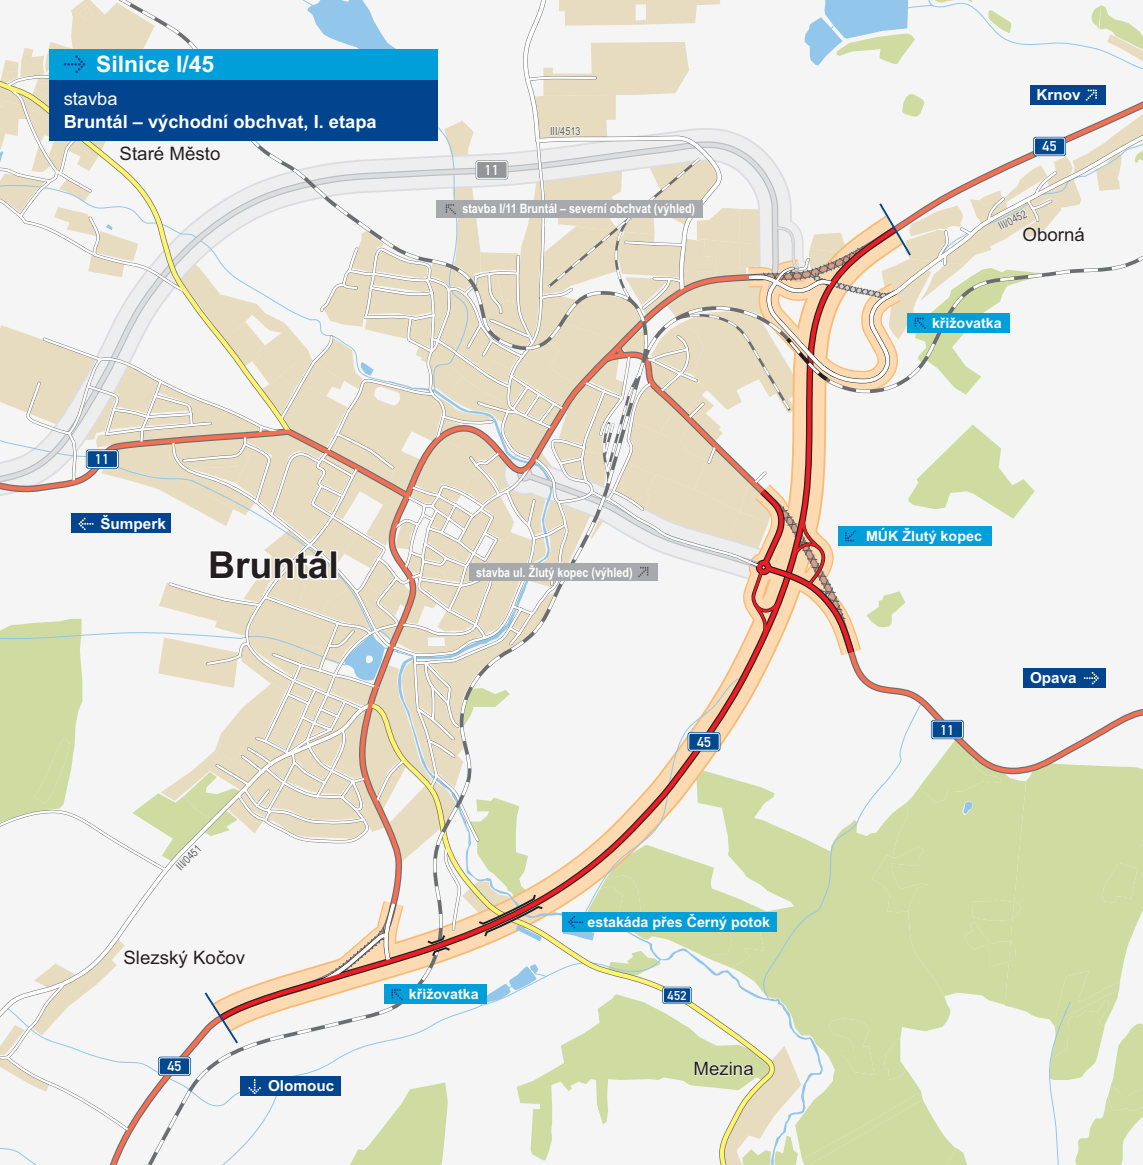 Silnice I/45
stavba
Bruntál – východní obchvat, I. etapa
Krnov
III/4513
45
Staré Město
11
stavba I/11 Bruntál – severní obchvat (výhled)
III/0452
Oborná
křižovatka
11
Šumperk
MÚK Žlutý kopec
Bruntál
stavba ul. Žlutý kopec (výhled)
Opava
11
45
III/0451
estakáda přes Černý potok
Slezský Kočov
křižovatka
452
45
Mezina
Olomouc